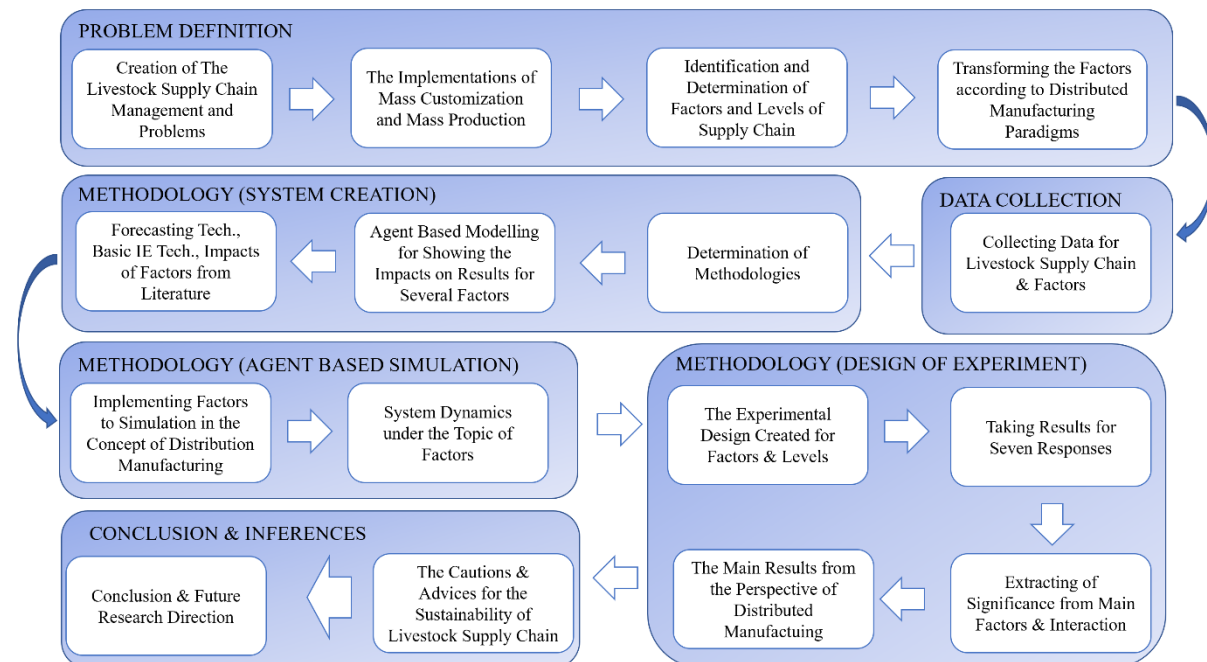 PROBLEM DEFINITION
Creation of The
Livestock Supply Chain
Management and
Problems
The Implementations of
Mass Customization
and Mass Production
Identification and
Determination of
Factors and Levels of
Supply Chain
Transforming the Factors
according to Distributed
Manufacturing
Paradigms
DATA COLLECTION
Collecting Data for
Livestock Supply Chain
& Factors
METHODOLOGY (SYSTEM CREATION)
Determination of
Methodologies
Agent Based Modelling
for Showing the
Impacts on Results for
Several Factors
Forecasting Tech.,
Basic IE Tech., Impacts
of Factors from
Literature
METHODOLOGY (AGENT BASED SIMULATION)
Implementing Factors
to Simulation in the
Concept of Distribution
Manufacturing
System Dynamics
under the Topic of
Factors
METHODOLOGY (DESIGN OF EXPERIMENT)
The Experimental
Design Created for
Factors & Levels
Taking Results for
Seven Responses
Extracting of
Significance from Main
Factors & Interaction
The Main Results from
the Perspective of
Distributed
Manufactuing
CONCLUSION & INFERENCES
The Cautions &
Advices for the
Sustainability of
Livestock Supply Chain
Conclusion & Future
Research Direction